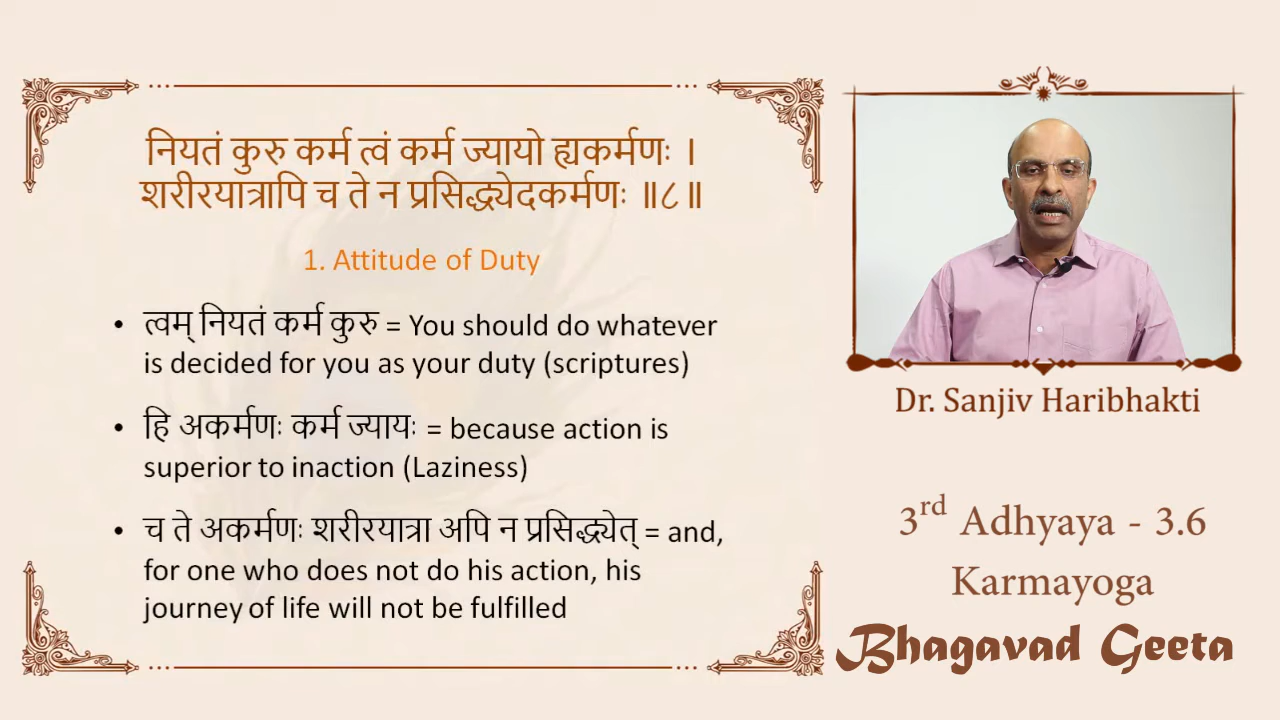 नियतं कुरु कर्म त्वं कर्म ज्यायो ह्यकर्मणः ।
शरीरयात्रापि च ते न प्रसिद्ध्येदकर्मणः ॥८॥
1. Attitude of Duty
• त्वम् नियतं कर्म कुरु = You should do whatever
is decided for you as your duty (scriptures)
• हि अकर्मणः कर्म ज्यायः = because action is
superior to inaction (Laziness)
• च ते अकर्मणः शरीरयात्रा अपि न प्रसिद्ध्येत् = and,
for one who does not do his action, his
journey of life will not be fulfilled
Dr. Sanjiv Haribhakti
3rd Adhyaya - 3.6
Karmayoga
Bhagavad Geeta